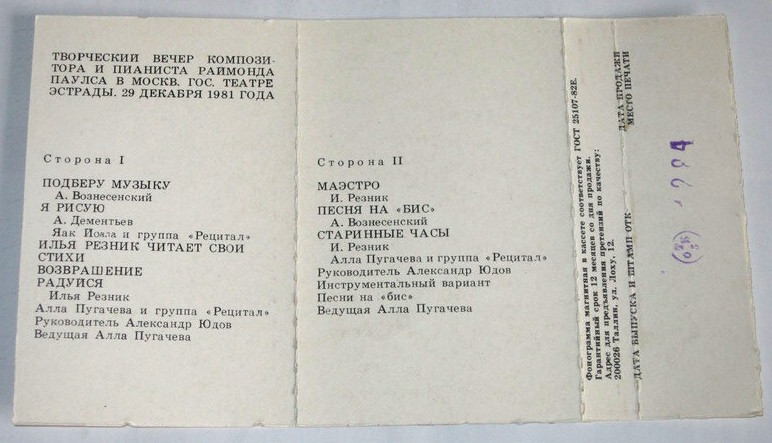 ТВОРЧЕСКИЙ ВЕЧЕР КОМПОЗИ-
ТОРА И ПИАНИСТА РАЙМОНДА
ПАУЛСА В МОСКВ. ГОС. ТЕАТРЕ
ЭСТРАДЫ. 29 ДЕКАБРЯ 1981 ГОДА
Сторона I
ПОДБЕРУ МУЗЫКУ
А. Вознесенский
Я РИСУЮ
А. Дементьев
Яак Йоала и группа «Рецитал»
ИЛЬЯ РЕЗНИК ЧИТАЕТ СВОИ
СТИХИ
ВОЗВРАШЕНИЕ
РАДУЙСЯ
Илья Резник
Алла Пугачева и группа «Рецитал»
Руководитель Александр Юдов
Ведущая Алла Пугачева
Сторона II
МАЭСТРО
И. Резник
ПЕСНЯ НА «БИС»
А. Вознесенский
СТАРИННЫЕ ЧАСЫ
И. Резник
Алла Пугачева и группа «Рецитал»
Руководитель Александр Юдов
Инструментальный вариант
Песни на «бис»
Ведущая Алла Пугачева
Фонограмма магнитная в кассете соответствует ГОСТ 25107-82Е.
Гарантийный срок 12 месяцев со дня продажи.
Адрес для предъявления претензий по качеству:
200026 Таллин, ул. Лоху, 12.
ДАТА ВЫПУСКА И ШТАМП ОТК
ДАТА ПРОДАЖИ
МЕСТО ПЕЧАТИ